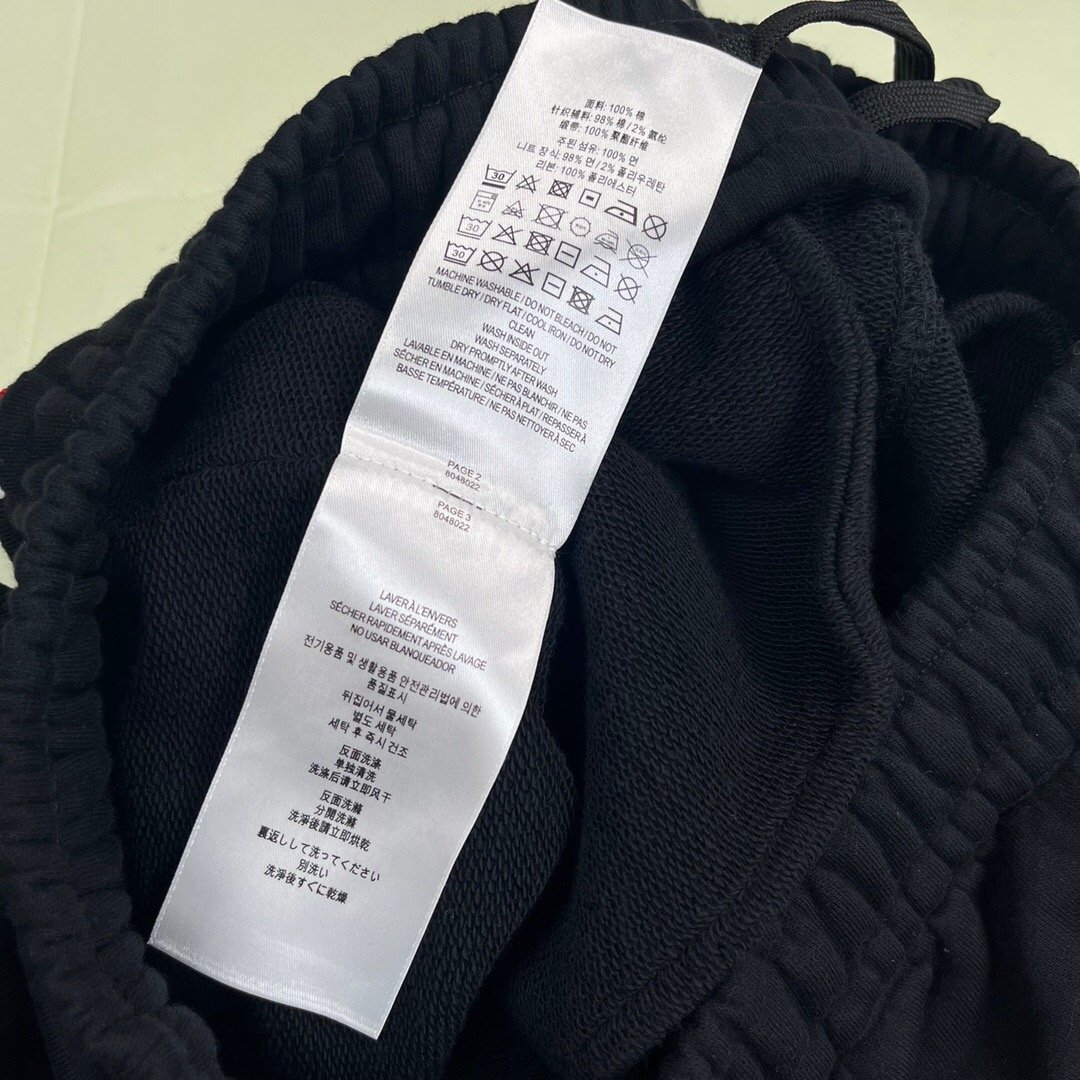 面料: 100% 棉
针织辅料: 98% 棉 / 2% 氨纶
缎带: 100% 聚酯纤维
주된 섬유: 100% 면
니트 장식: 98% 면 / 2% 폴리우레탄
리본: 100% 폴리에스터
30
30
30
MACHINE WASHABLE / DO NOT BLEACH / DO NOT
TUMBLE DRY / DRY FLAT / COOL IRON / DO NOT DRY
CLEAN
WASH INSIDE OUT
WASH SEPARATELY
DRY PROMPTLY AFTER WASH
LAVABLE EN MACHINE / NE PAS BLANCHIR / NE PAS
SÉCHER EN MACHINE / SÉCHER À PLAT / REPASSER À
BASSE TEMPÉRATURE / NE PAS NETTOYER À SEC
PAGE 2
8048022
PAGE 3
8048022
LAVER À L'ENVERS
LAVER SÉPARÉMENT
SÉCHER RAPIDEMENT APRÈS LAVAGE
NO USAR BLANQUEADOR
전기용품 및 생활용품 안전관리법에 의한
품질표시
뒤집어서 물세탁
별도 세탁
세탁 후 즉시 건조
反面洗涤
单独清洗
洗涤后请立即风干
反面洗滌
分開洗滌
洗淨後請立即烘乾
裏返しして洗ってください
別洗い
洗淨後すぐに乾燥